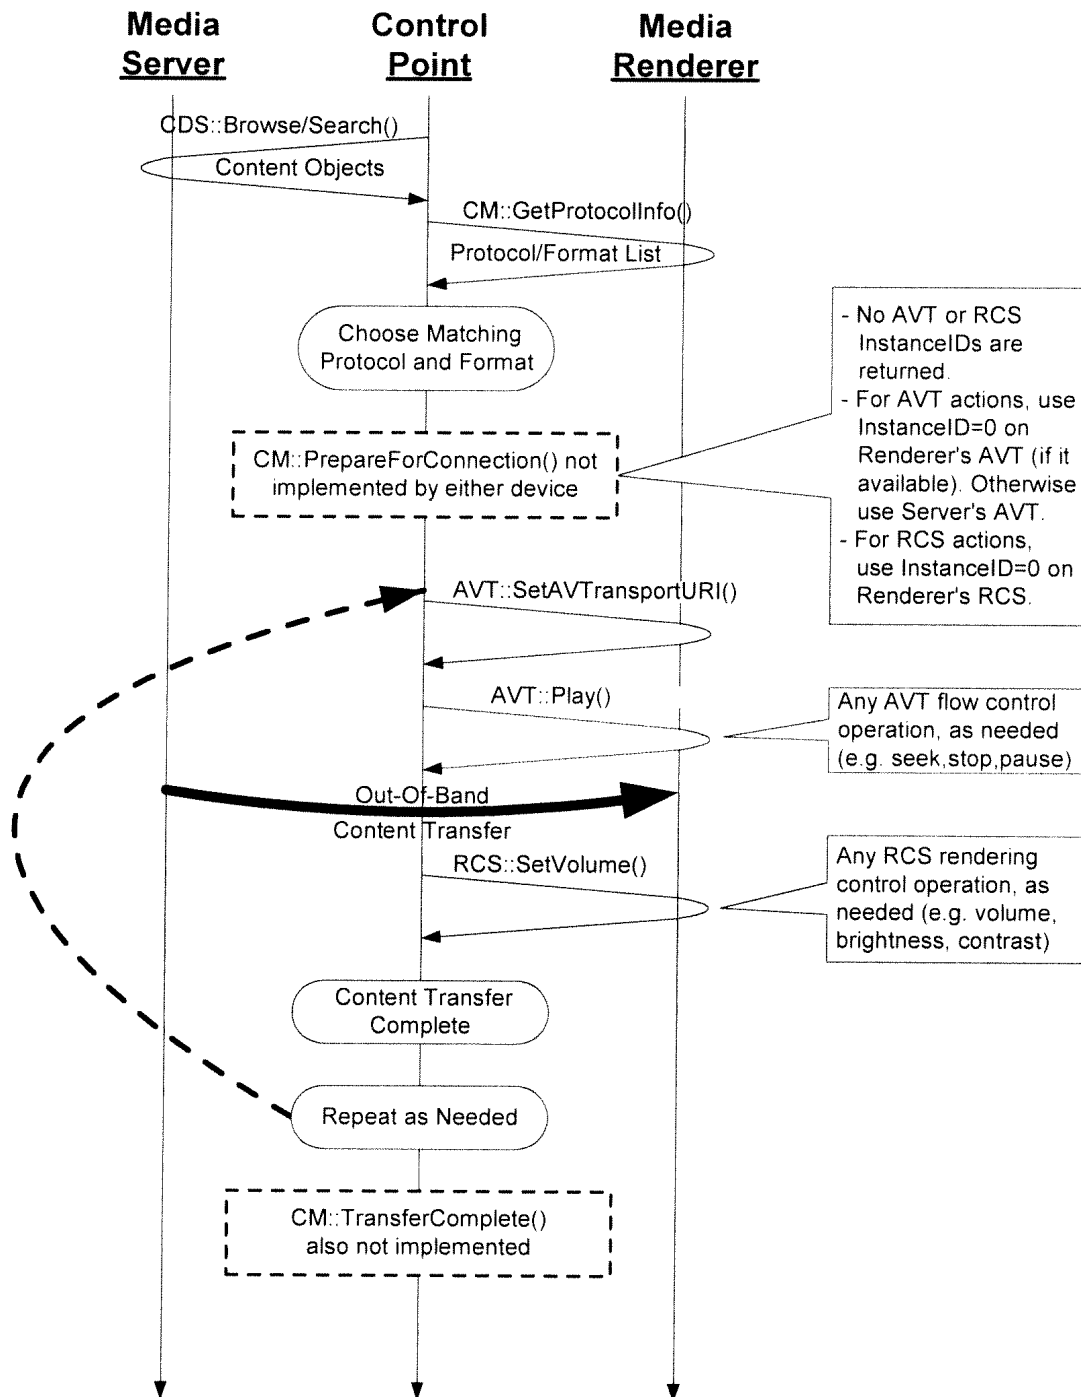 Media
Server
Control
Point
Media
Renderer
CDS::Browse/Search()
Content Objects
CM::GetProtocolInfo()
Protocol/Format List
Choose Matching
Protocol and Format
- No AVT or RCS
InstanceIDs are
returned.
- For AVT actions, use
InstanceID=0 on
Renderer's AVT (if it
available). Otherwise
use Server's AVT.
- For RCS actions,
use InstanceID=0 on
Renderer's RCS.
CM::PrepareForConnection() not
implemented by either device
AVT::SetAVTransportURI()
AVT::Play()
Any AVT flow control
operation, as needed
(e.g. seek,stop,pause)
Out-Of-Band
Content Transfer
RCS::SetVolume()
Any RCS rendering
control operation, as
needed (e.g. volume,
brightness, contrast)
Content Transfer
Complete
Repeat as Needed
CM::TransferComplete()
also not implemented